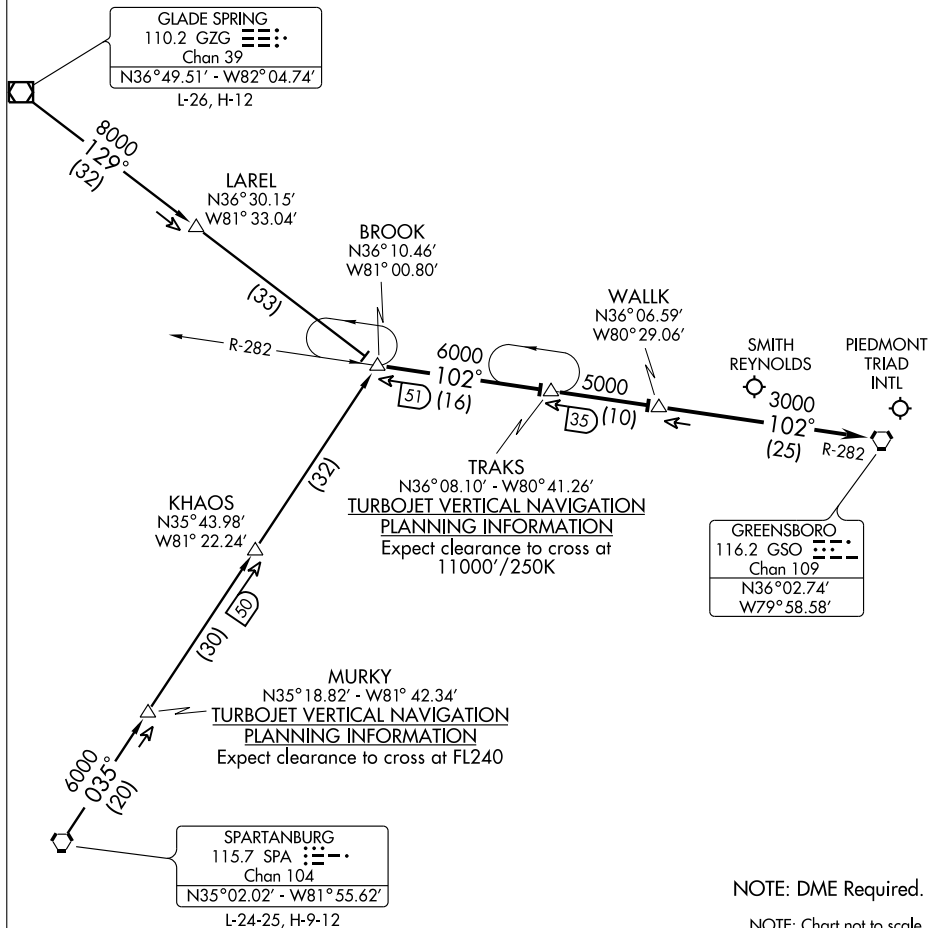 GLADE SPRING
110.2 GZG
Chan 39
N36°49.51' - W82°04.74'
L-26, H-12
8000
129°
(32)
LAREL
N36°30.15'
W81°33.04'
(33)
BROOK
N36°10.46'
W81°00.80'
R-282
6000
102°
(16)
51
WALLK
N36°06.59'
W80°29.06'
5000
(10)
35
SMITH
REYNOLDS
PIEDMONT
TRIAD
INTL
3000
102°
(25)
R-282
TRAKS
N36°08.10' - W80°41.26'
TURBOJET VERTICAL NAVIGATION
PLANNING INFORMATION
Expect clearance to cross at
11000'/250K
GREENSBORO
116.2 GSO
Chan 109
N36°02.74'
W79°58.58'
(32)
KHAOS
N35°43.98'
W81°22.24'
50
(30)
MURKY
N35°18.82' - W81°42.34'
TURBOJET VERTICAL NAVIGATION
PLANNING INFORMATION
Expect clearance to cross at FL240
6000
035°
(20)
SPARTANBURG
115.7 SPA
Chan 104
N35°02.02' - W81°55.62'
L-24-25, H-9-12
NOTE: DME Required.
NOTE: Chart not to scale